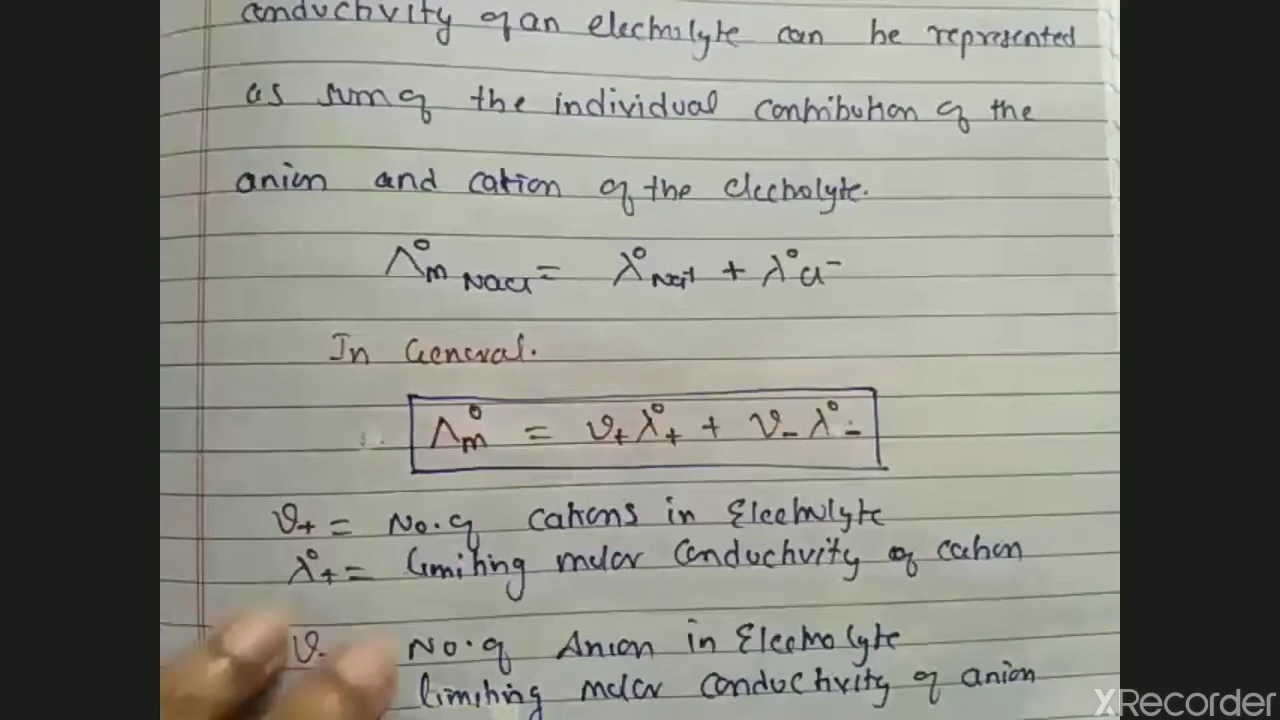 conductivity of an electrolyte can be represented
as sum of the individual contribution of the
anion and cation of the electrolyte.
Λ°m NaCl = λ°Na+ + λ°Cl-
In General.
Λ°m = ν+ λ°+ + ν- λ°-
ν+ = No. of cations in Electrolyte
λ°+ = limiting molar conductivity of cation
ν- No. of Anion in Electrolyte
limiting molar conductivity of anion
XRecorder